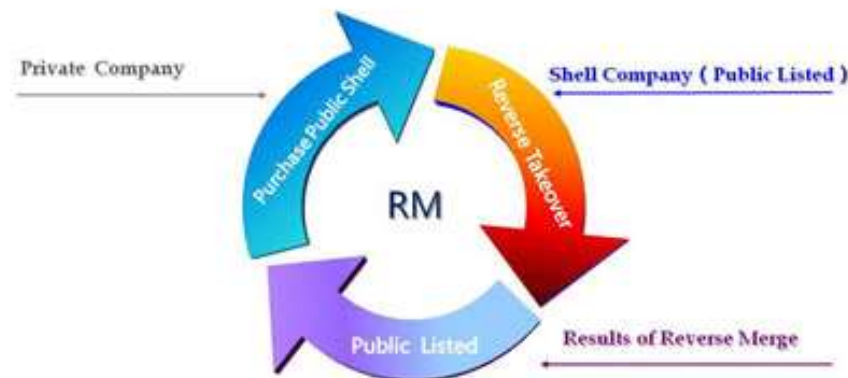 Private Company
Shell Company ( Public Listed )
Purchase Public Shell
Reverse Takeover
RM
Public Listed
Results of Reverse Merge